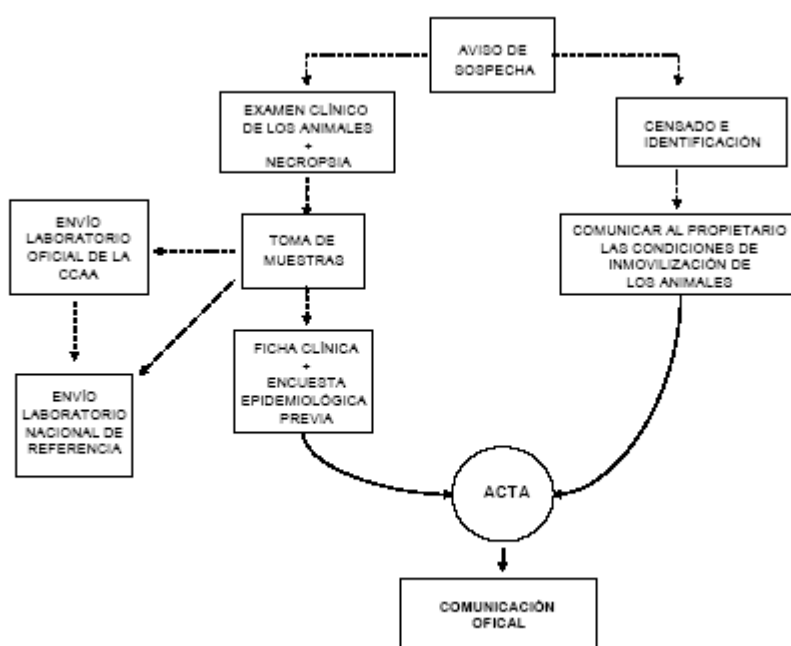 AVISO DE
SOSPECHA
EXAMEN CLÍNICO
DE LOS ANIMALES
+
NECROPSIA
CENSADO E
IDENTIFICACIÓN
ENVÍO
LABORATORIO
OFICIAL DE LA
CCAA
TOMA DE
MUESTRAS
COMUNICAR AL PROPIETARIO
LAS CONDICIONES DE
INMOVILIZACIÓN DE
LOS ANIMALES
FICHA CLÍNICA
+
ENCUESTA
EPIDEMIOLÓGICA
PREVIA
ENVÍO
LABORATORIO
NACIONAL DE
REFERENCIA
ACTA
COMUNICACIÓN
OFICAL